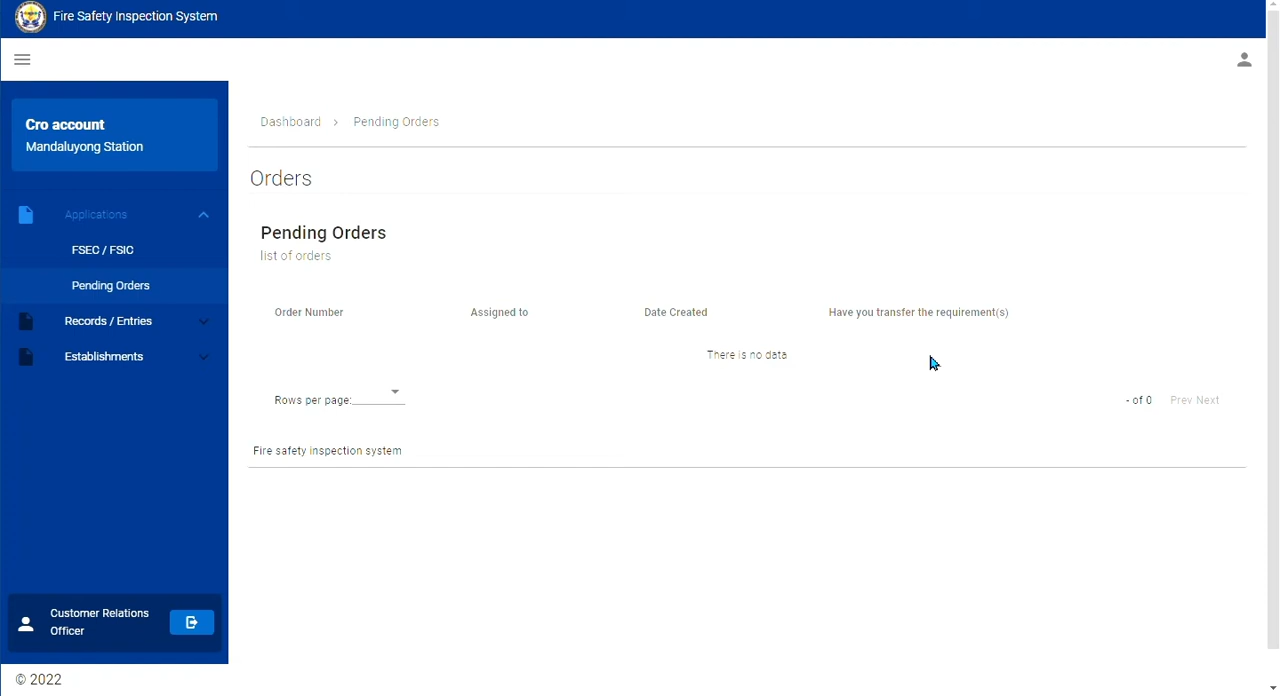 Fire Safety Inspection System
Cro account
Mandaluyong Station
Applications
FSEC / FSIC
Pending Orders
Records / Entries
Establishments
Customer Relations
Officer
© 2022
Dashboard › Pending Orders
Orders
Pending Orders
list of orders
Order Number Assigned to Date Created Have you transfer the requirement(s)
There is no data
Rows per page: - of 0 Prev Next
Fire safety inspection system